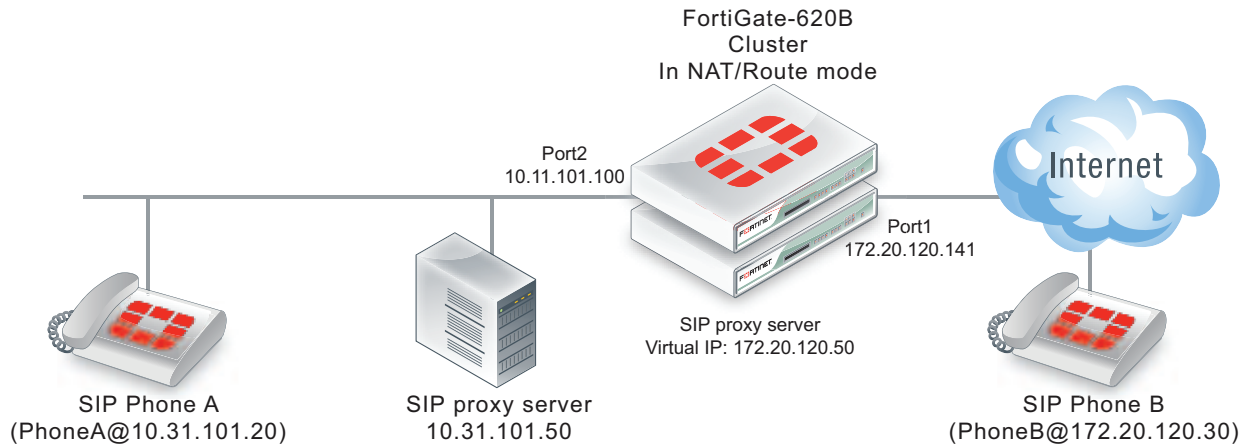 FortiGate-620B
Cluster
In NAT/Route mode
Port2
10.11.101.100
Internet
FORTINET
FORTINET
Port1
172.20.120.141
SIP proxy server
Virtual IP: 172.20.120.50
SIP Phone A
(PhoneA@10.31.101.20)
SIP proxy server
10.31.101.50
SIP Phone B
(PhoneB@172.20.120.30)